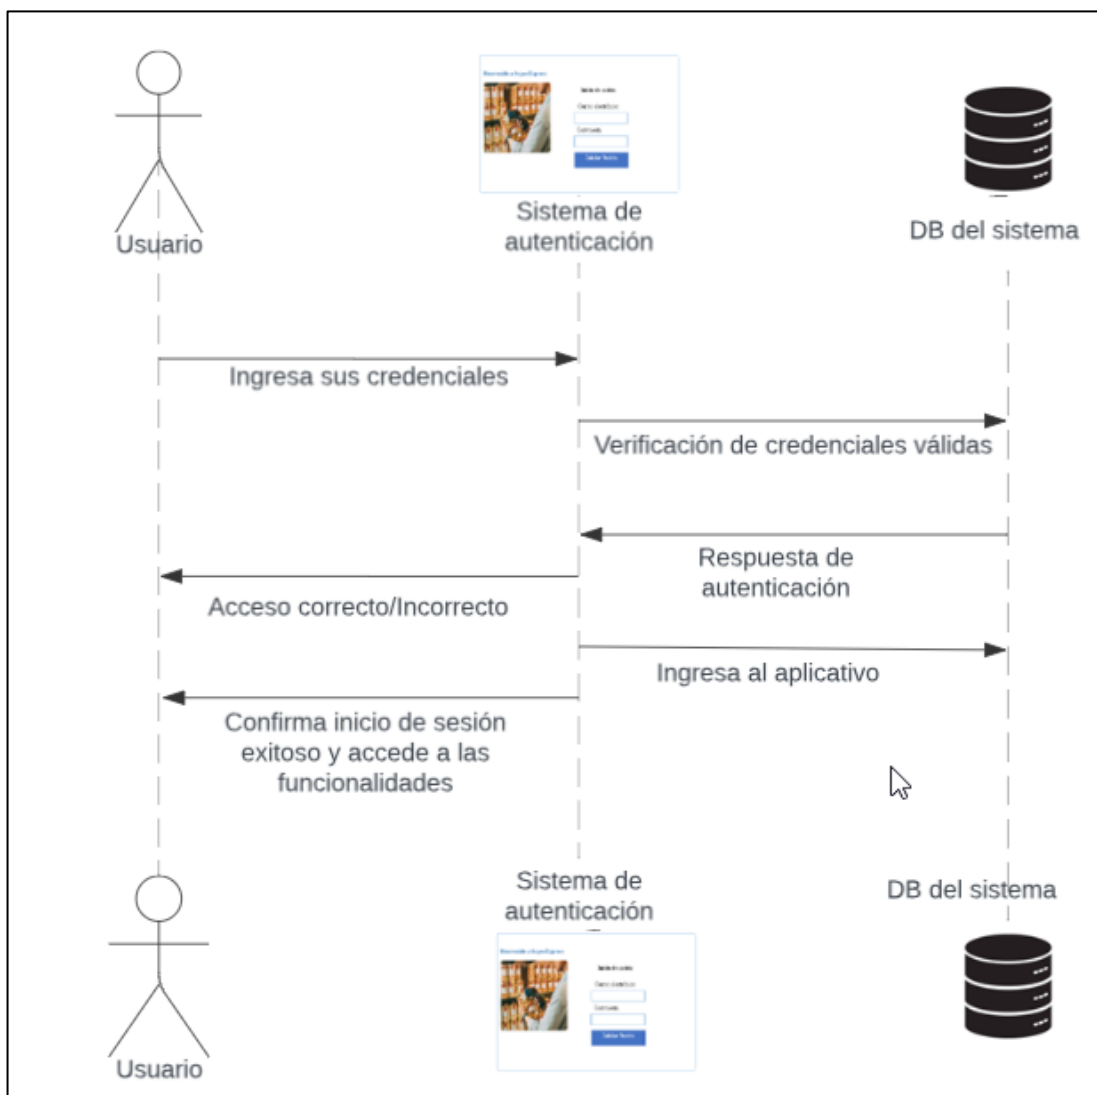 Usuario
Sistema de
autenticación
DB del sistema
Ingresa sus credenciales
Verificación de credenciales válidas
Respuesta de
autenticación
Acceso correcto/Incorrecto
Ingresa al aplicativo
Confirma inicio de sesión
exitoso y accede a las
funcionalidades
Sistema de
autenticación
DB del sistema
Usuario